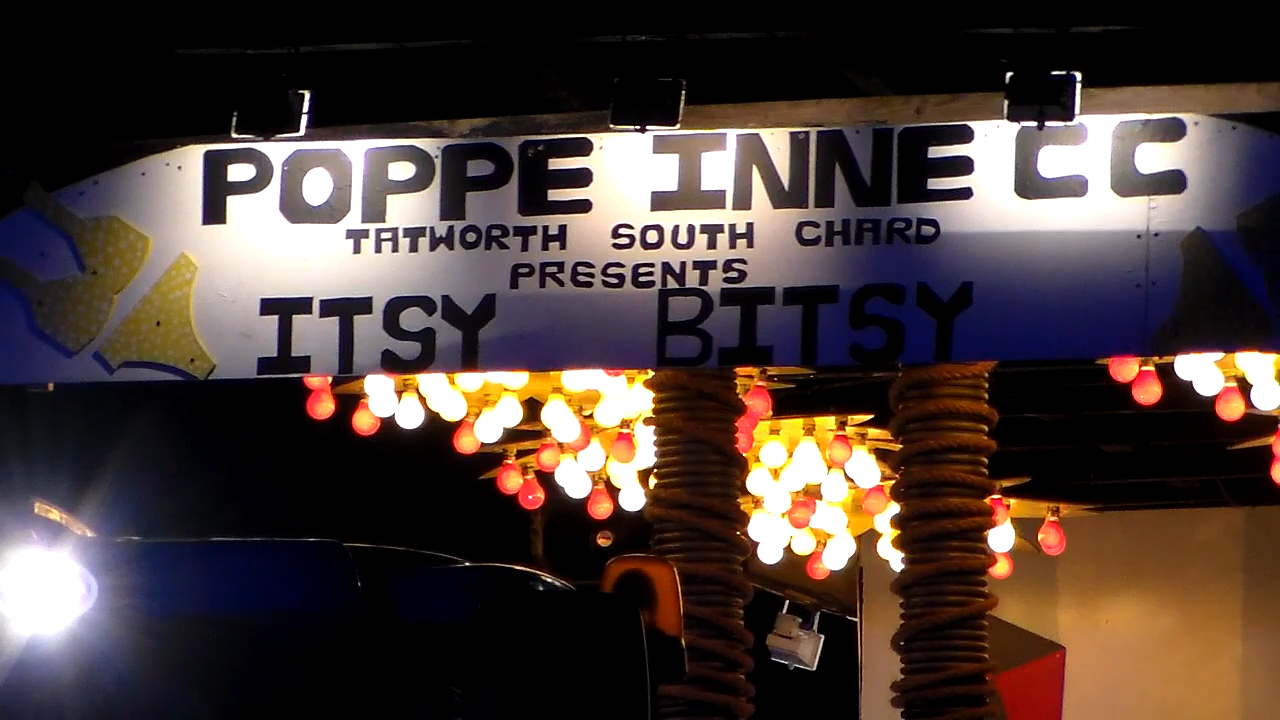 POPPE INNE CC
TATWORTH SOUTH CHARD
PRESENTS
ITSY BITSY